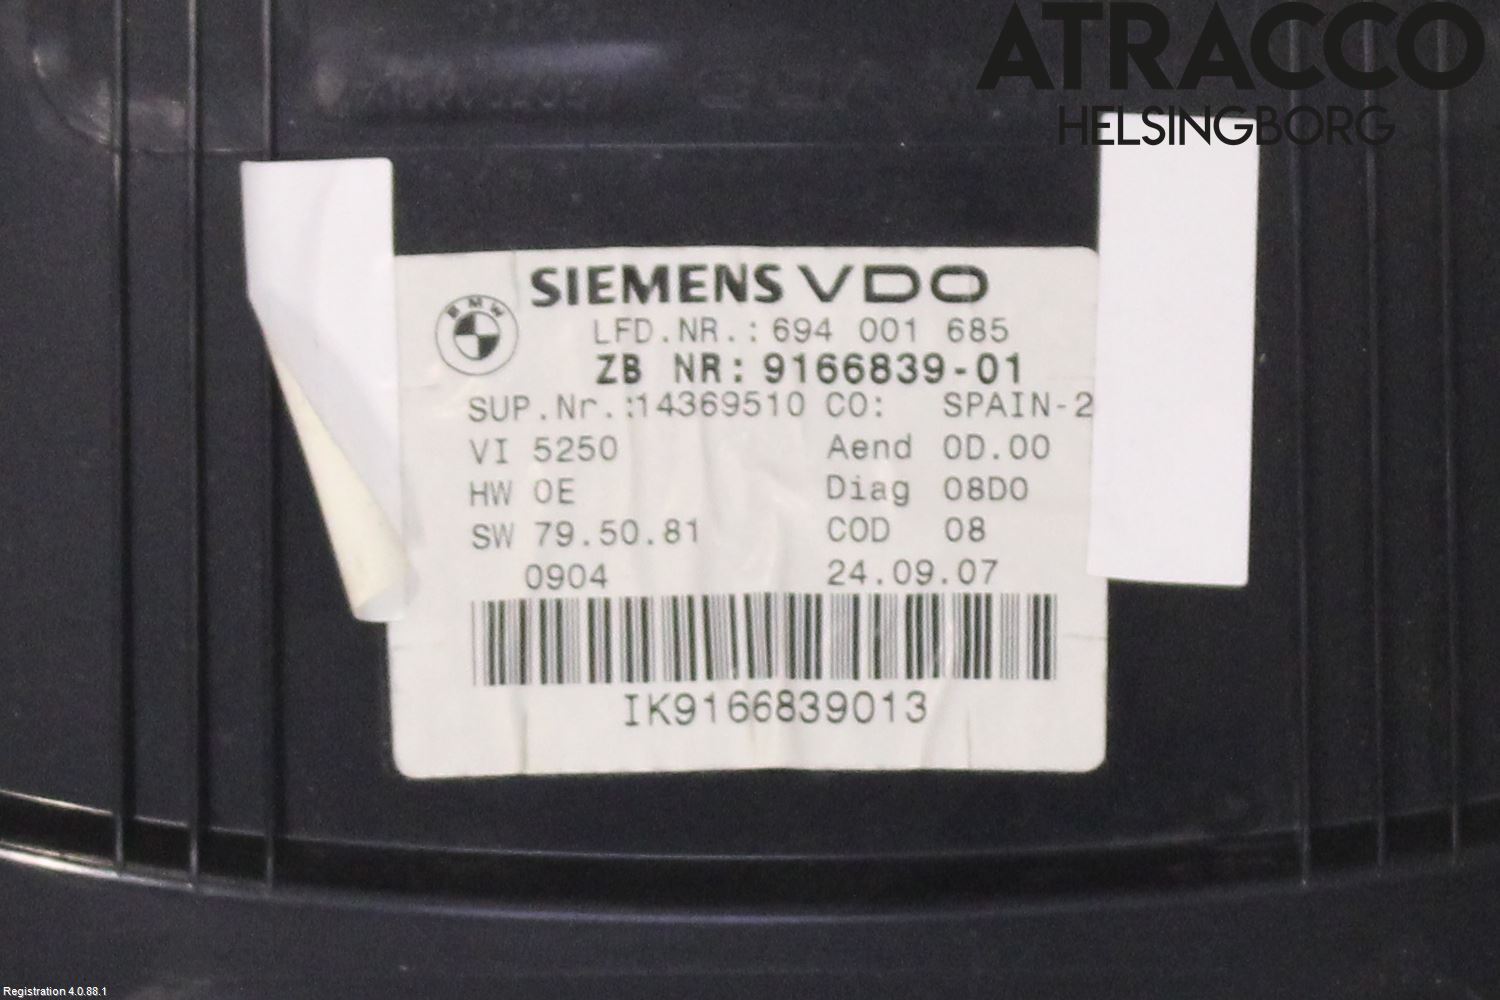 ATRACCO
HELSINGBORG
SIEMENS VDO
BMW
LFD.NR.: 694 001 685
ZB NR: 9166839-01
SUP.Nr.:14369510 CO: SPAIN-2
VI 5250 Aend 0D.00
HW 0E Diag 08D0
SW 79.50.81 COD 08
0904 24.09.07
IK9166839013
Registration 4.0.88.1